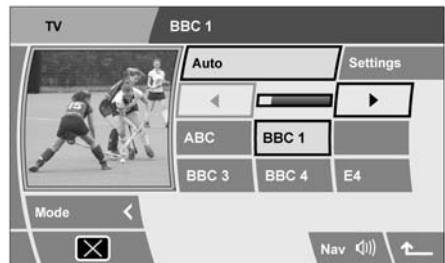 TV BBC 1
Auto Settings
ABC BBC 1
BBC 3 BBC 4 E4
Mode
Nav